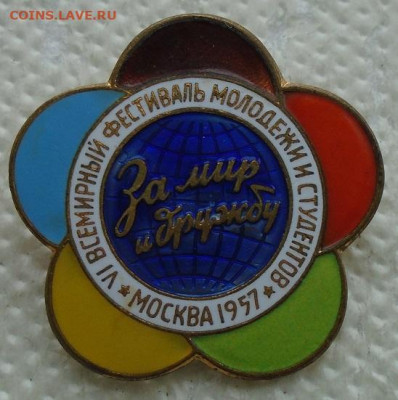 COINS.LAVE.RU
VI ВСЕМИРНЫЙ ФЕСТИВАЛЬ МОЛОДЕЖИ И СТУДЕНТОВ
За мир
и дружбу
* МОСКВА 1957 *